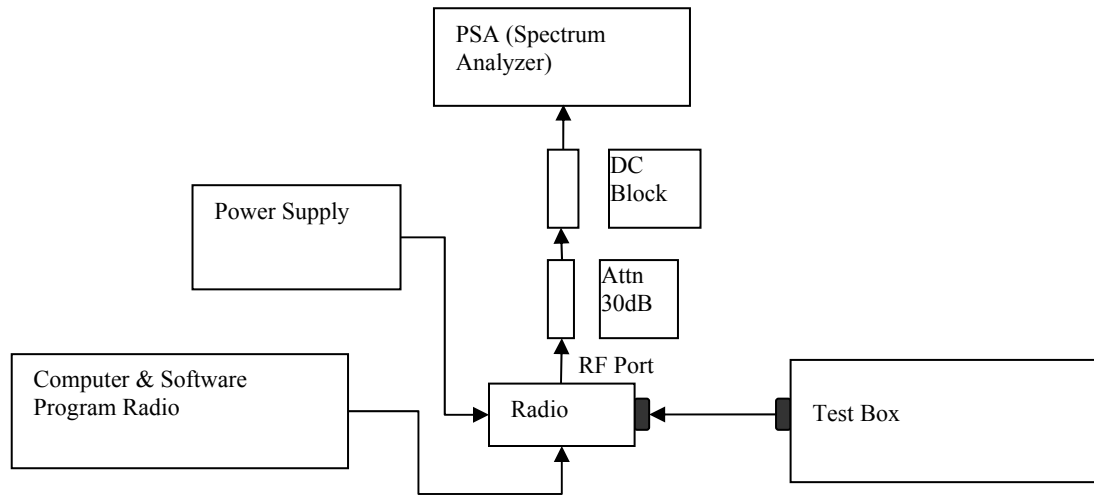 PSA (Spectrum
Analyzer)
DC
Block
Power Supply
Attn
30dB
RF Port
Computer & Software
Program Radio
Radio
Test Box